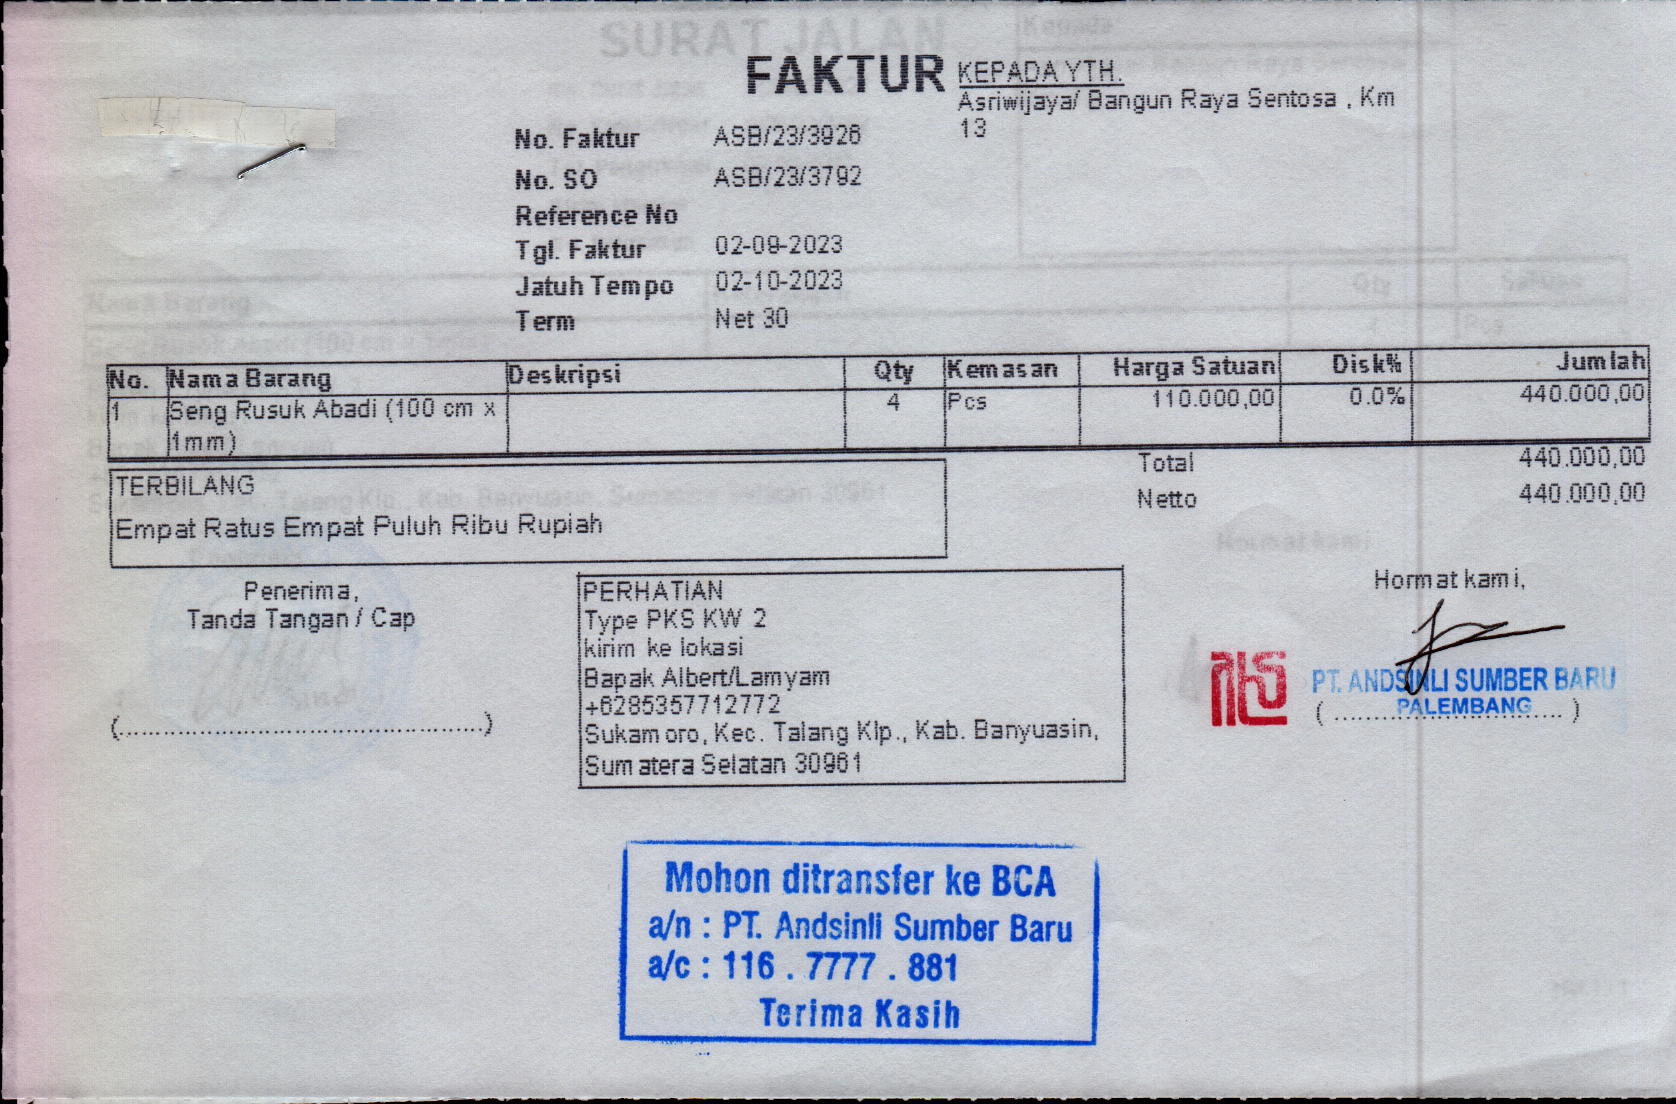 SURAT JALAN
Kepada
FAKTUR
KEPADA YTH.
Asriwijaya/ Bangun Raya Sentosa , Km
13
No. Faktur ASB/23/3926
No. SO ASB/23/3792
Reference No
Tgl. Faktur 02-09-2023
Jatuh Tempo 02-10-2023
Term Net 30
No. Nama Barang Deskripsi Qty Kemasan Harga Satuan Disk% Jumlah
1 Seng Rusuk Abadi (100 cm x 4 Pcs 110.000,00 0.0% 440.000,00
1mm)
Total 440.000,00
Netto 440.000,00
TERBILANG
Empat Ratus Empat Puluh Ribu Rupiah
Penerima,
Tanda Tangan / Cap
(...............................................)
PERHATIAN
Type PKS KW 2
kirim ke lokasi
Bapak Albert/Lamyam
+6285357712772
Sukamoro, Kec. Talang Klp., Kab. Banyuasin,
Sumatera Selatan 30961
Hormat kami,
PT. ANDSINLI SUMBER BARU
PALEMBANG
( ............................. )
Mohon ditransfer ke BCA
a/n : PT. Andsinli Sumber Baru
a/c : 116 . 7777 . 881
Terima Kasih